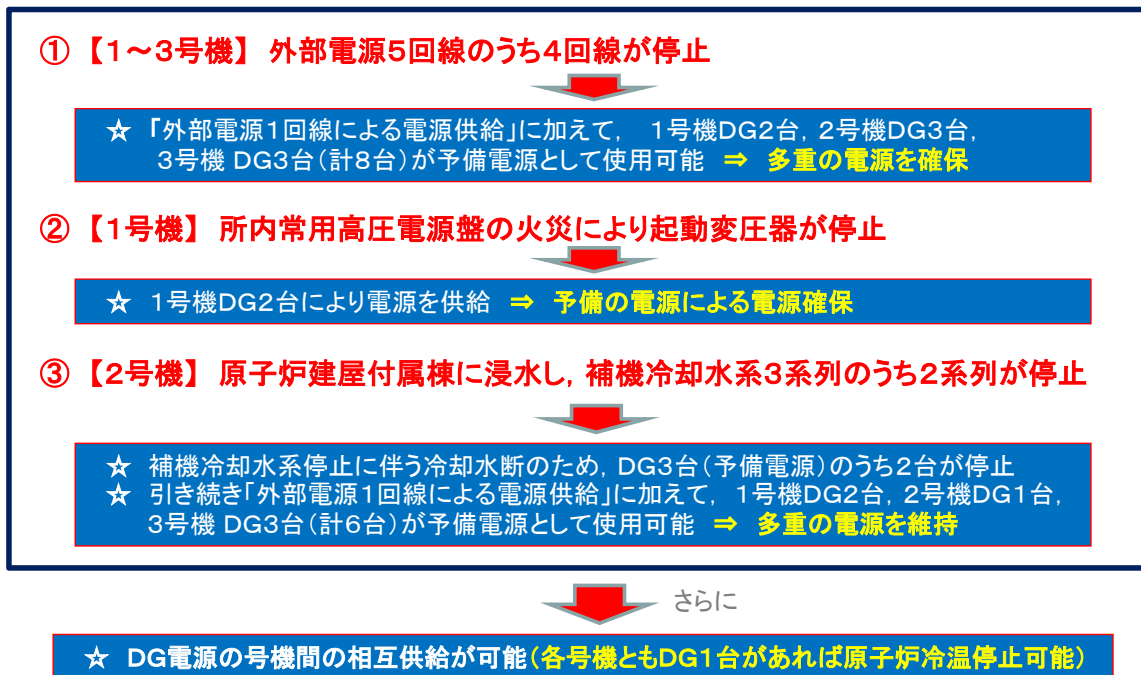 ① 【1～3号機】 外部電源5回線のうち4回線が停止
☆ 「外部電源1回線による電源供給」に加えて, 1号機DG2台, 2号機DG3台,
3号機 DG3台(計8台)が予備電源として使用可能 ⇒ 多重の電源を確保
② 【1号機】 所内常用高圧電源盤の火災により起動変圧器が停止
☆ 1号機DG2台により電源を供給 ⇒ 予備の電源による電源確保
③ 【2号機】 原子炉建屋付属棟に浸水し, 補機冷却水系3系列のうち2系列が停止
☆ 補機冷却水系停止に伴う冷却水断のため, DG3台(予備電源)のうち2台が停止
☆ 引き続き「外部電源1回線による電源供給」に加えて, 1号機DG2台, 2号機DG1台,
3号機 DG3台(計6台)が予備電源として使用可能 ⇒ 多重の電源を維持
さらに
☆ DG電源の号機間の相互供給が可能(各号機ともDG1台があれば原子炉冷温停止可能)